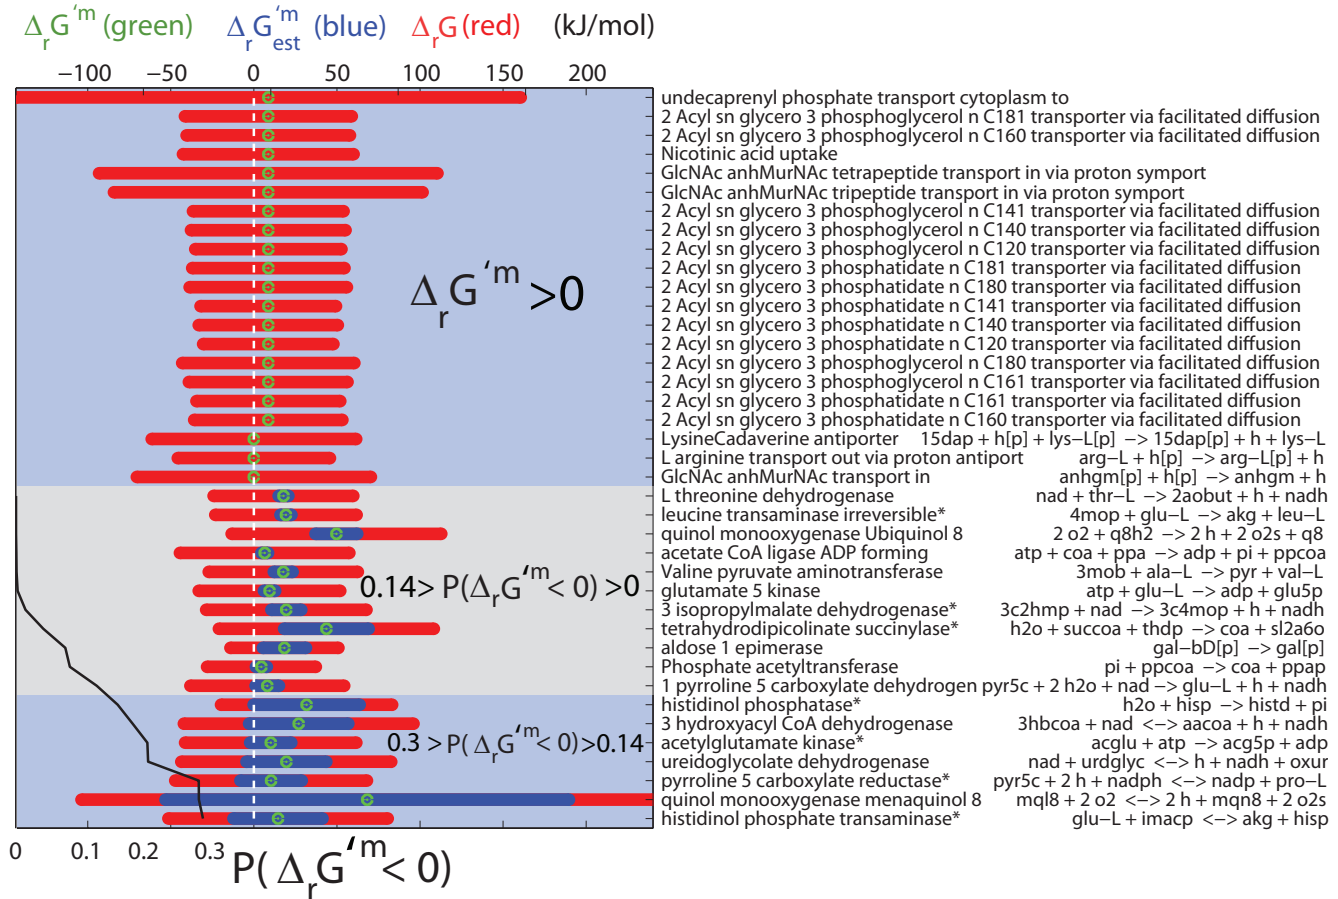 ΔrG'm (green) ΔrG'm est (blue) ΔrG (red) (kJ/mol)
−100 −50 0 50 100 150 200
undecaprenyl phosphate transport cytoplasm to
2 Acyl sn glycero 3 phosphoglycerol n C181 transporter via facilitated diffusion
2 Acyl sn glycero 3 phosphoglycerol n C160 transporter via facilitated diffusion
Nicotinic acid uptake
GlcNAc anhMurNAc tetrapeptide transport in via proton symport
GlcNAc anhMurNAc tripeptide transport in via proton symport
2 Acyl sn glycero 3 phosphoglycerol n C141 transporter via facilitated diffusion
2 Acyl sn glycero 3 phosphoglycerol n C140 transporter via facilitated diffusion
2 Acyl sn glycero 3 phosphoglycerol n C120 transporter via facilitated diffusion
2 Acyl sn glycero 3 phosphatidate n C181 transporter via facilitated diffusion
2 Acyl sn glycero 3 phosphatidate n C180 transporter via facilitated diffusion
2 Acyl sn glycero 3 phosphatidate n C141 transporter via facilitated diffusion
2 Acyl sn glycero 3 phosphatidate n C140 transporter via facilitated diffusion
2 Acyl sn glycero 3 phosphatidate n C120 transporter via facilitated diffusion
2 Acyl sn glycero 3 phosphoglycerol n C180 transporter via facilitated diffusion
2 Acyl sn glycero 3 phosphoglycerol n C161 transporter via facilitated diffusion
2 Acyl sn glycero 3 phosphatidate n C161 transporter via facilitated diffusion
2 Acyl sn glycero 3 phosphatidate n C160 transporter via facilitated diffusion
ΔrG'm >0
LysineCadaverine antiporter 15dap + h[p] + lys−L[p] −> 15dap[p] + h + lys−L
L arginine transport out via proton antiport arg−L + h[p] −> arg−L[p] + h
GlcNAc anhMurNAc transport in anhgm[p] + h[p] −> anhgm + h
L threonine dehydrogenase nad + thr−L −> 2aobut + h + nadh
leucine transaminase irreversible* 4mop + glu−L −> akg + leu−L
quinol monooxygenase Ubiquinol 8 2 o2 + q8h2 −> 2 h + 2 o2s + q8
acetate CoA ligase ADP forming atp + coa + ppa −> adp + pi + ppcoa
Valine pyruvate aminotransferase 3mob + ala−L −> pyr + val−L
0.14> P(ΔrG'm< 0) >0
glutamate 5 kinase atp + glu−L −> adp + glu5p
3 isopropylmalate dehydrogenase* 3c2hmp + nad −> 3c4mop + h + nadh
tetrahydrodipicolinate succinylase* h2o + succoa + thdp −> coa + sl2a6o
aldose 1 epimerase gal−bD[p] −> gal[p]
Phosphate acetyltransferase pi + ppcoa −> coa + ppap
1 pyrroline 5 carboxylate dehydrogen pyr5c + 2 h2o + nad −> glu−L + h + nadh
histidinol phosphatase* h2o + hisp −> histd + pi
3 hydroxyacyl CoA dehydrogenase 3hbcoa + nad <−> aacoa + h + nadh
0.3 >P( ΔrG'm< 0)>0.14
acetylglutamate kinase* acglu + atp −> acg5p + adp
ureidoglycolate dehydrogenase nad + urdglyc <−> h + nadh + oxur
pyrroline 5 carboxylate reductase* pyr5c + 2 h + nadph <−> nadp + pro−L
quinol monooxygenase menaquinol 8 mql8 + 2 o2 <−> 2 h + mqn8 + 2 o2s
histidinol phosphate transaminase* glu−L + imacp <−> akg + hisp
0 0.1 0.2 0.3
P( ΔrG'm< 0)